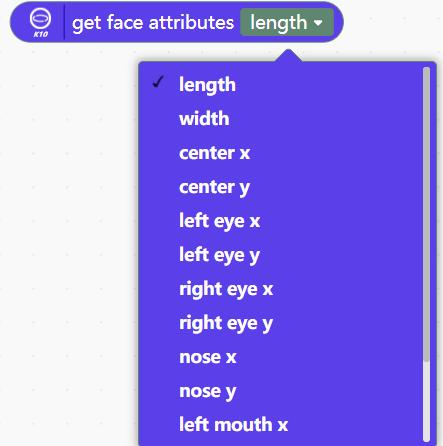 K10
get face attributes length
length
width
center x
center y
left eye x
left eye y
right eye x
right eye y
nose x
nose y
left mouth x